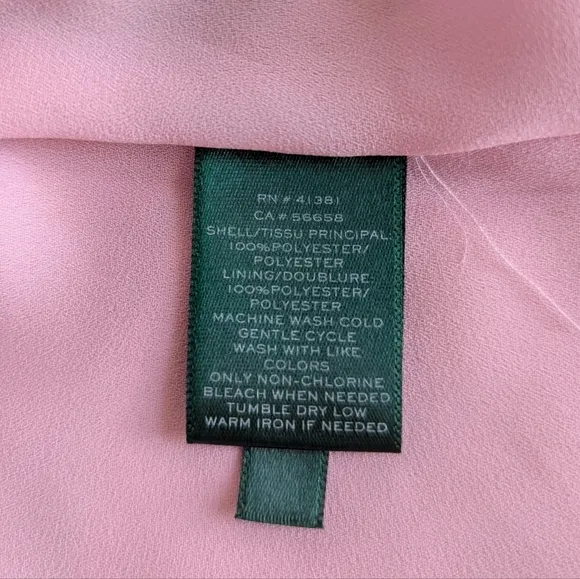 RN # 41381
CA # 56658
SHELL/TISSU PRINCIPAL:
100%POLYESTER/
POLYESTER
LINING/DOUBLURE:
100%POLYESTER/
POLYESTER
MACHINE WASH COLD
GENTLE CYCLE
WASH WITH LIKE
COLORS
ONLY NON-CHLORINE
BLEACH WHEN NEEDED
TUMBLE DRY LOW
WARM IRON IF NEEDED